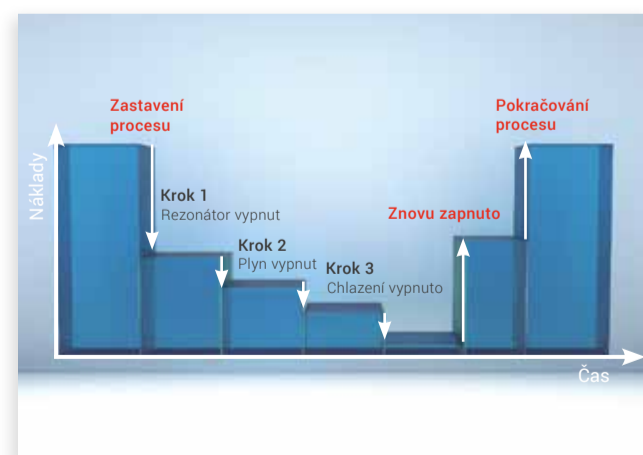 Zastavení
procesu
Pokračování
procesu
Náklady
Krok 1
Rezonátor vypnut
Znovu zapnuto
Krok 2
Plyn vypnut
Krok 3
Chlazení vypnuto
Čas